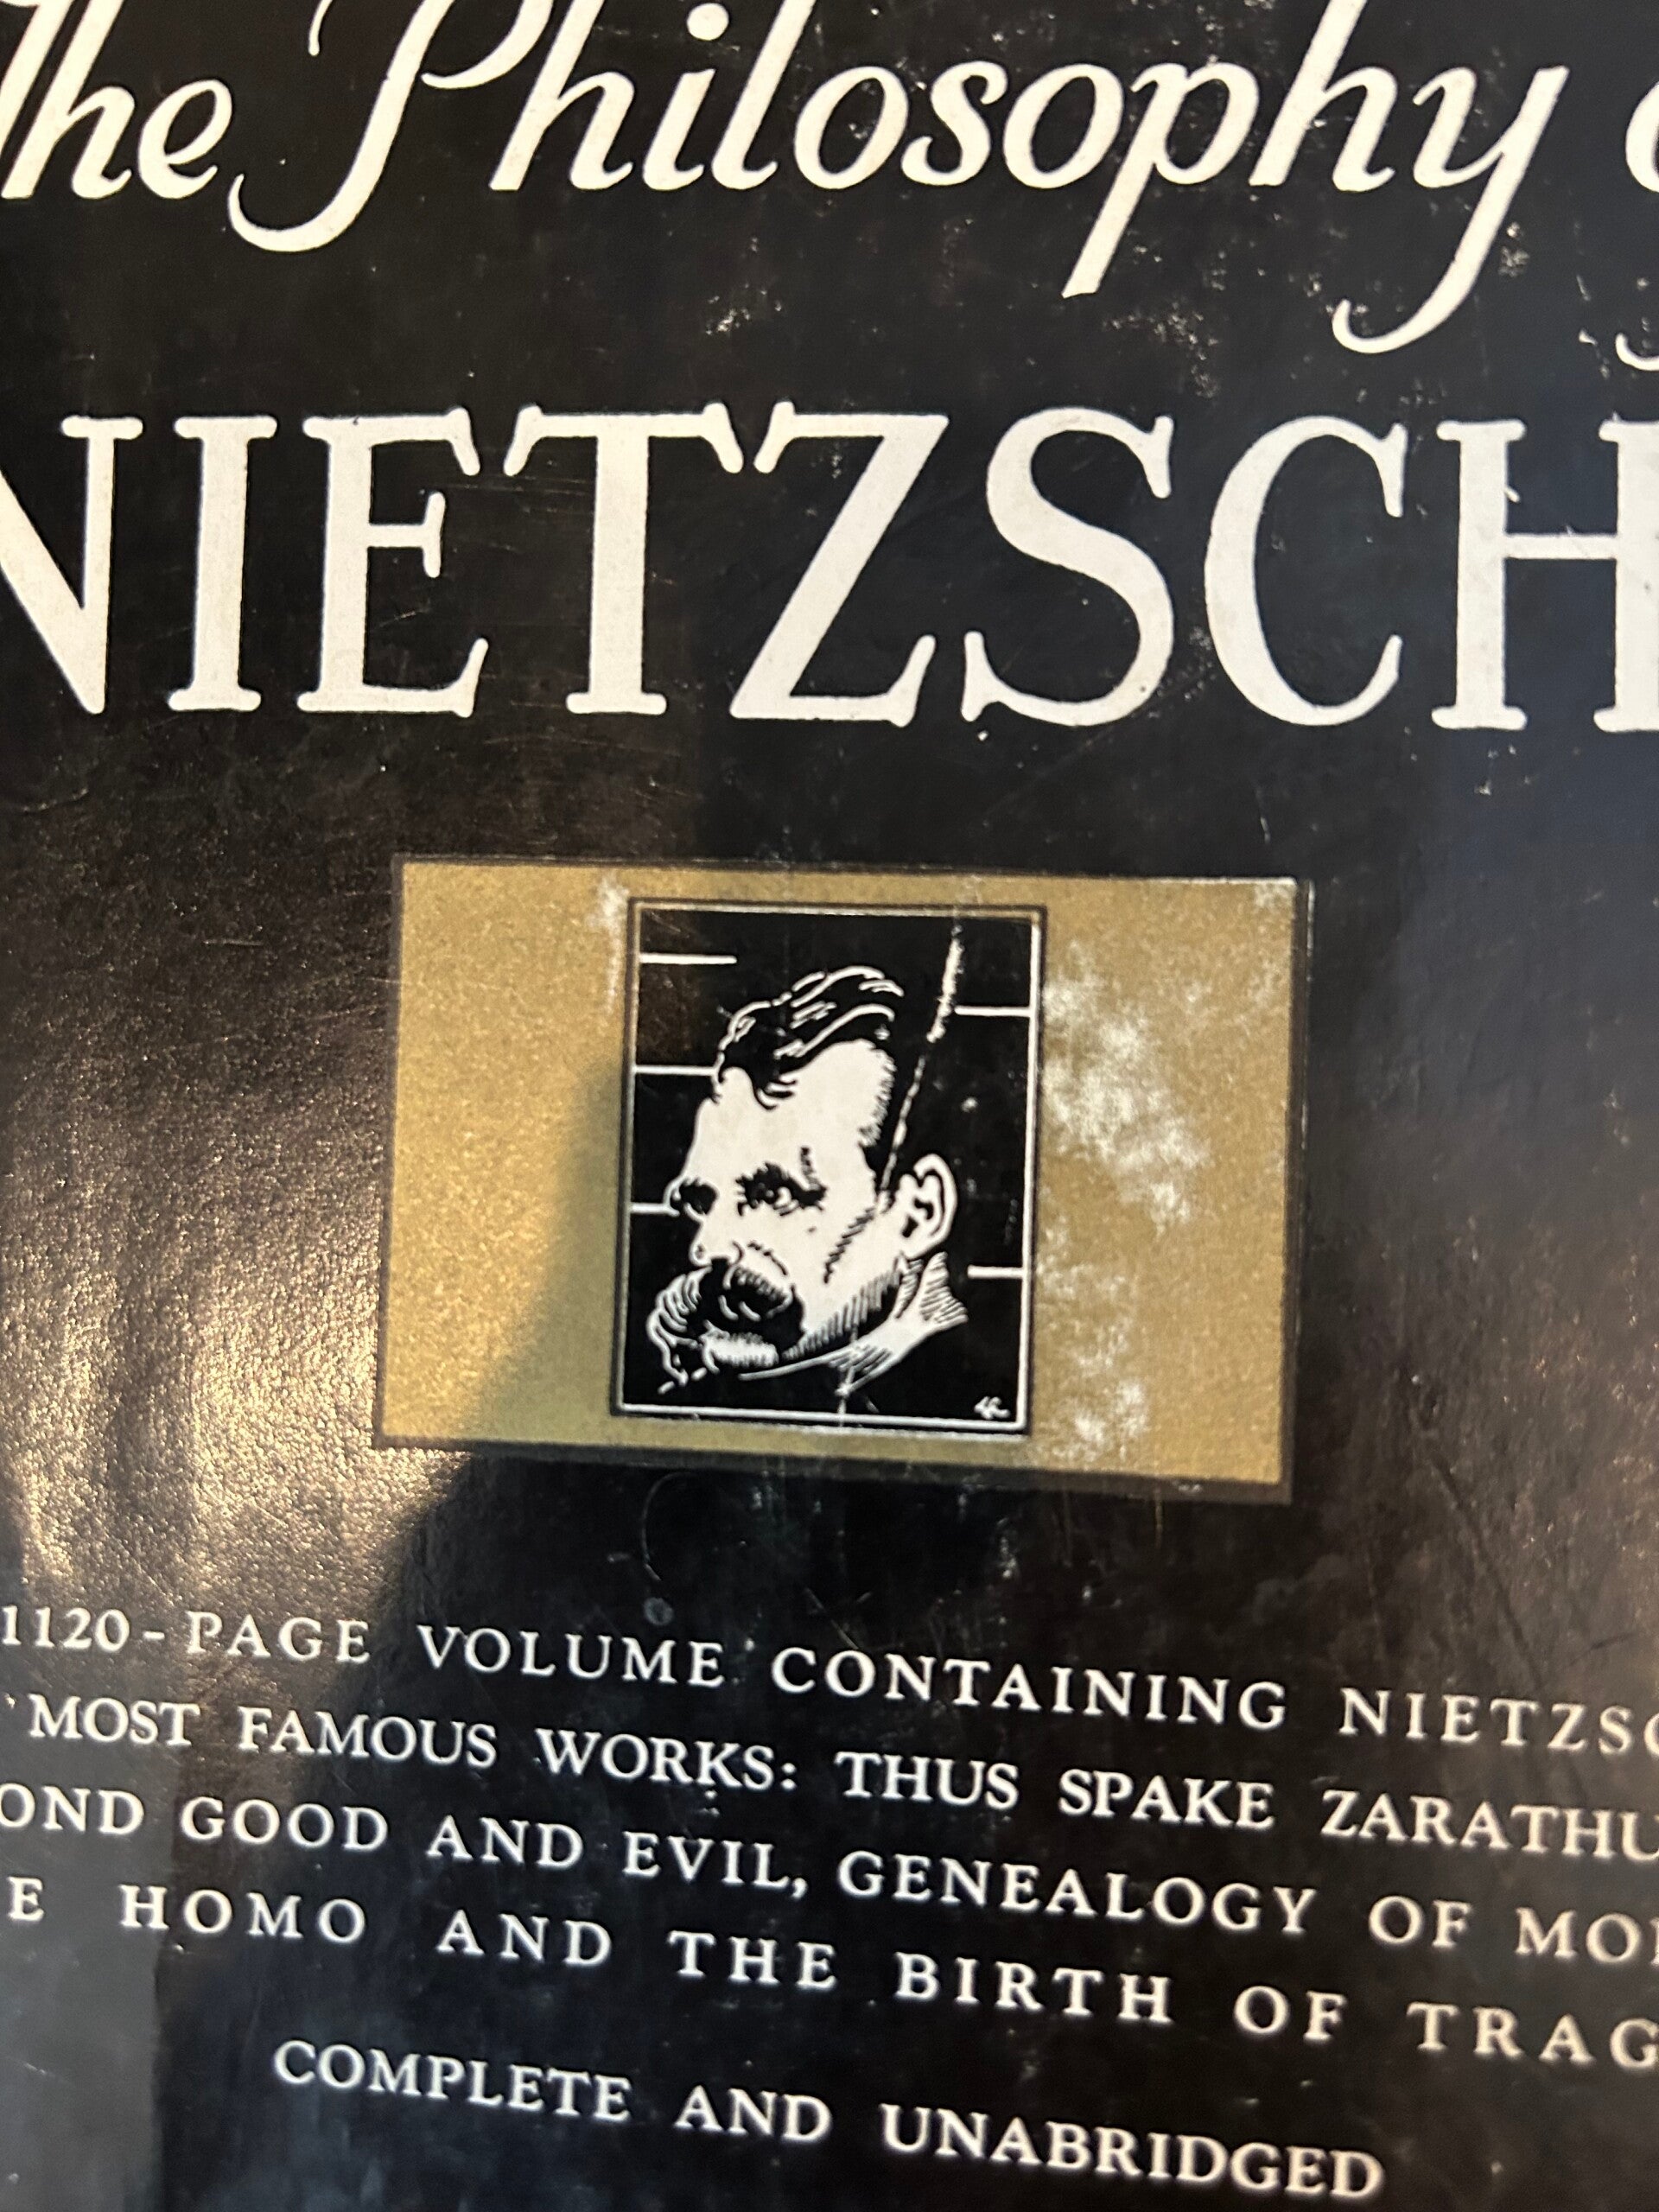 The Philosophy
NIETZSCH
1120-PAGE VOLUME CONTAINING NIETZSC
MOST FAMOUS WORKS: THUS SPAKE ZARATHU
OND GOOD AND EVIL, GENEALOGY OF MO
E HOMO AND THE BIRTH OF TRAG
COMPLETE AND UNABRIDGED